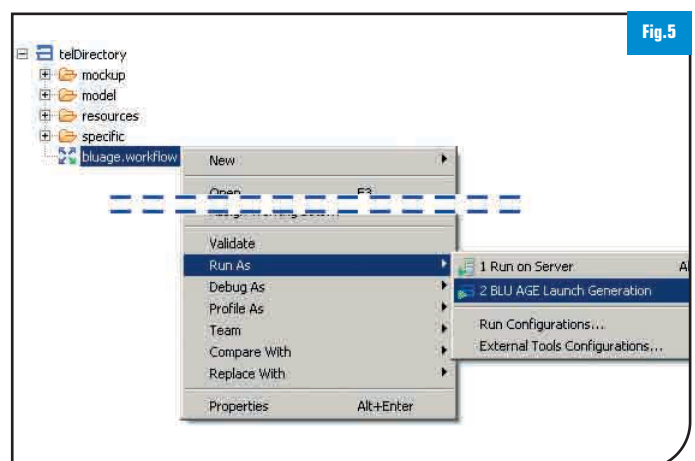 Fig.5
telDirectory
mockup
model
resources
specific
bluage.workflow
New
Open F3
Validate
Run As
Debug As
Profile As
Team
Compare With
Replace With
Properties Alt+Enter
1 Run on Server
2 BLU AGE Launch Generation
Run Configurations...
External Tools Configurations...